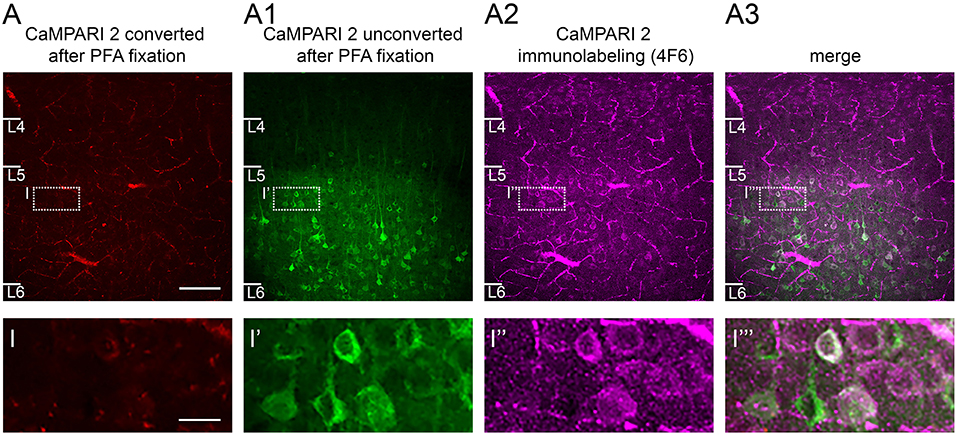 A
A1
A2
A3
CaMPARI 2 converted
after PFA fixation
CaMPARI 2 unconverted
after PFA fixation
CaMPARI 2
immunolabeling (4F6)
merge
L4
L5
I
L6
L4
L5
I'
L6
L4
L5
I''
L6
L4
L5
I'''
L6
I
I'
I''
I'''